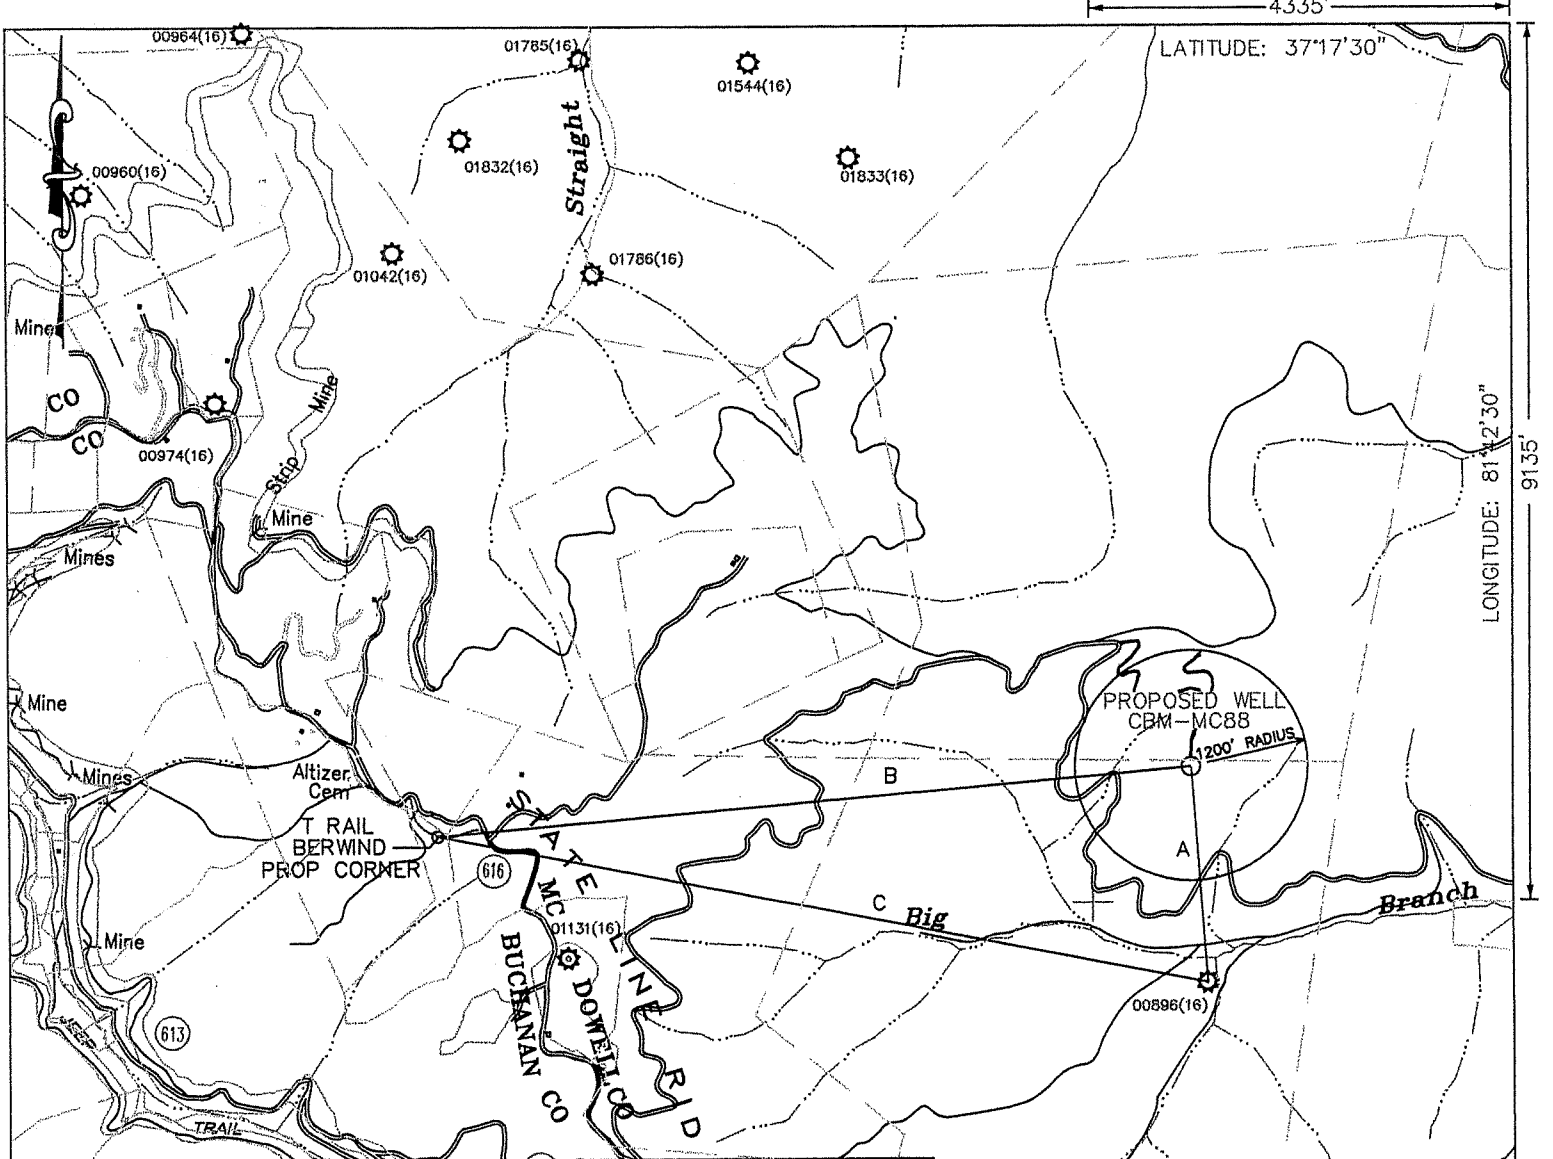 4335'
LATITUDE: 37°17'30"
00964(16)
01785(16)
01544(16)
Straight
01832(16)
01833(16)
00960(16)
01786(16)
01042(16)
Mine
Mine
CO
CO
00974(16)
Strip
Mine
Mines
LONGITUDE: 81°42'30"
9135'
Mine
PROPOSED WELL
CBM-MC88
1200' RADIUS
Mines
Altizer
Cem
B
T RAIL
BERWIND
PROP CORNER
616
A
STATE LINE RID
MC DOWELL CO
C
Big
Branch
01131(16)
BUCHANAN CO
Mine
00896(16)
613
TRAIL